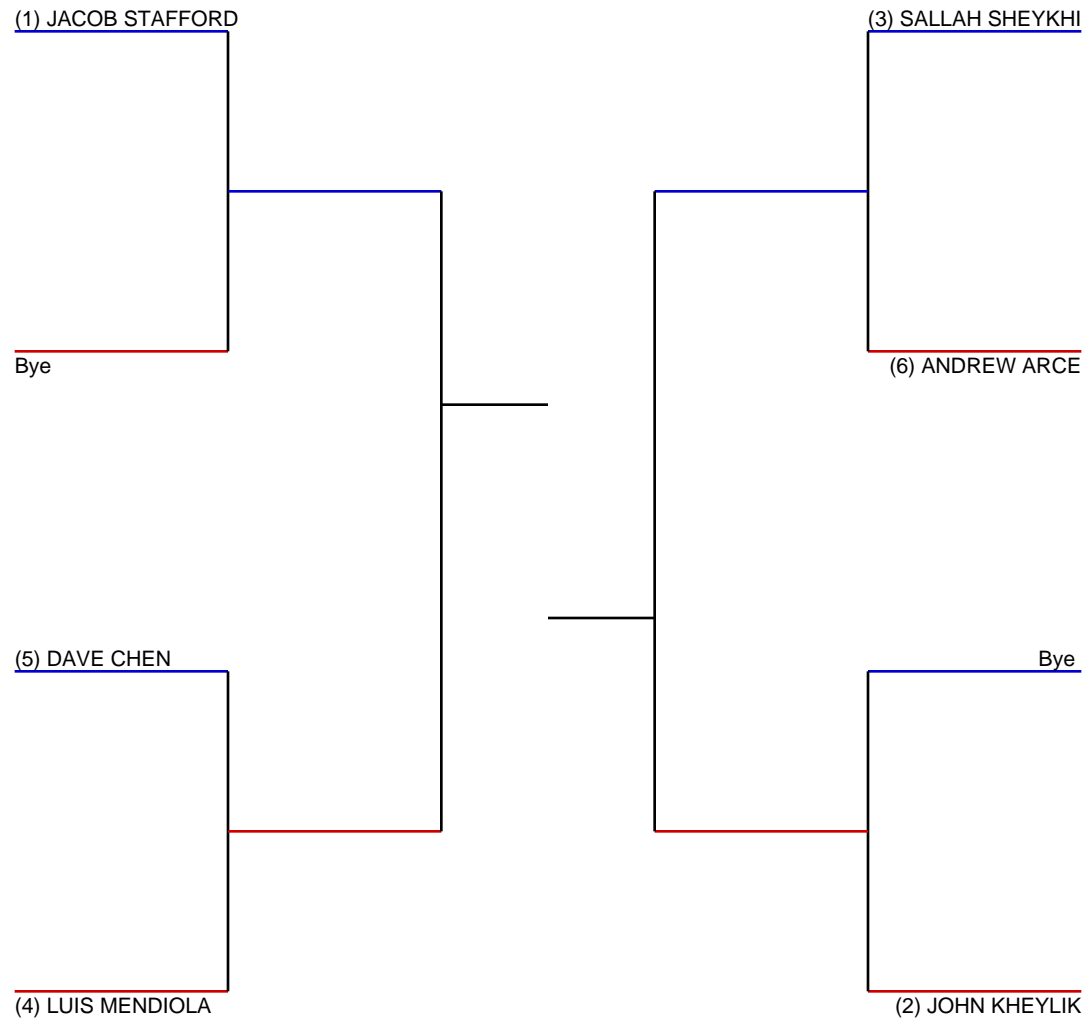 (1) JACOB STAFFORD
(3) SALLAH SHEYKHI
Bye
(6) ANDREW ARCE
(5) DAVE CHEN
Bye
(4) LUIS MENDIOLA
(2) JOHN KHEYLIK